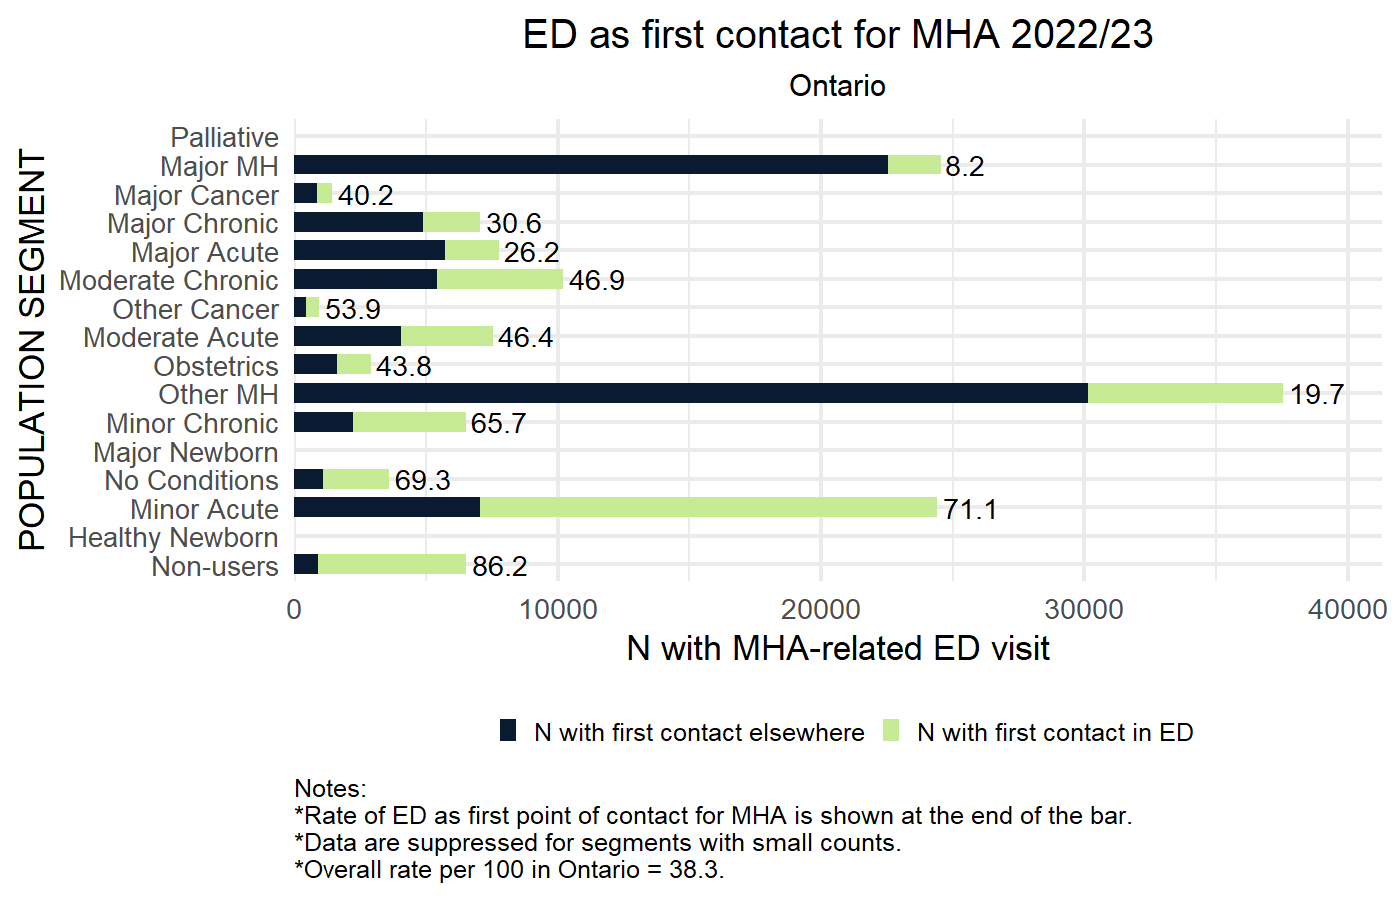 ED as first contact for MHA 2022/23
Ontario
POPULATION SEGMENT
Palliative
Major MH 8.2
Major Cancer 40.2
Major Chronic 30.6
Major Acute 26.2
Moderate Chronic 46.9
Other Cancer 53.9
Moderate Acute 46.4
Obstetrics 43.8
Other MH 19.7
Minor Chronic 65.7
Major Newborn
No Conditions 69.3
Minor Acute 71.1
Healthy Newborn
Non-users 86.2
0 10000 20000 30000 40000
N with MHA-related ED visit
N with first contact elsewhere N with first contact in ED
Notes:
*Rate of ED as first point of contact for MHA is shown at the end of the bar.
*Data are suppressed for segments with small counts.
*Overall rate per 100 in Ontario = 38.3.